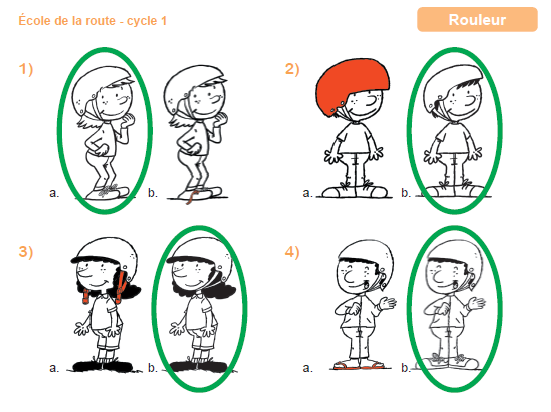 École de la route - cycle 1
Rouleur
1)
2)
a.
b.
a.
b.
3)
4)
a.
b.
a.
b.